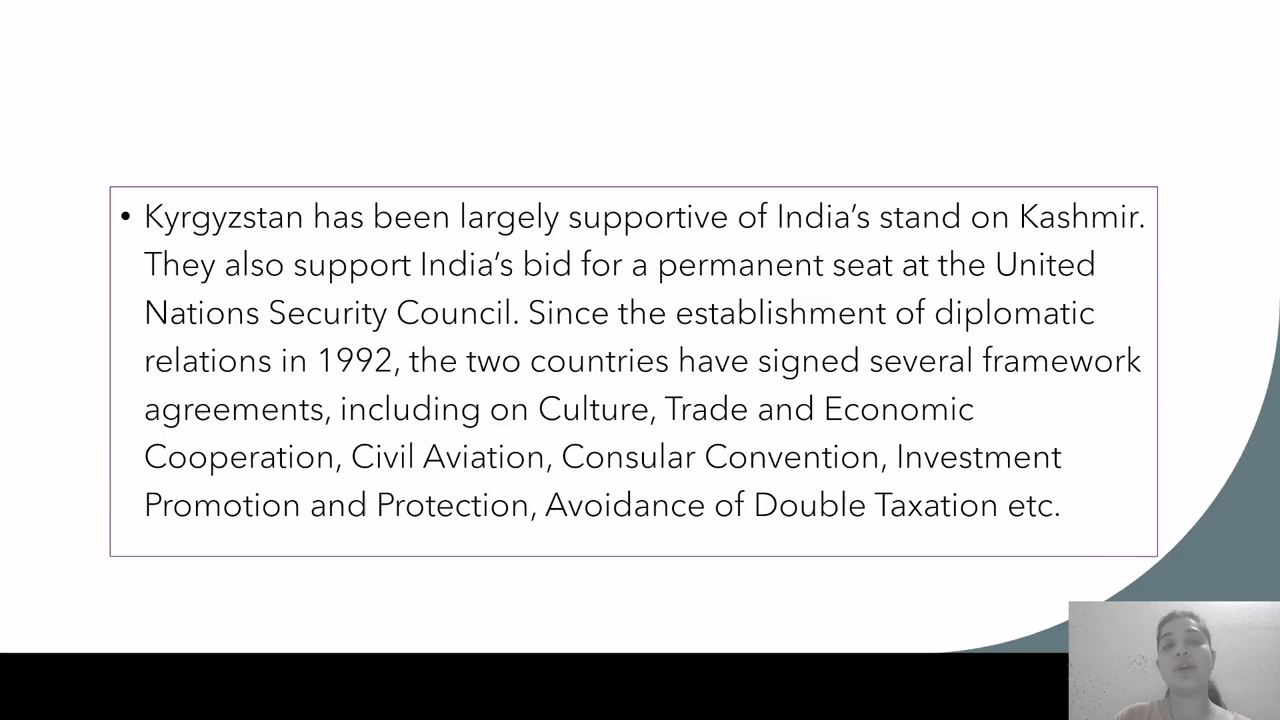 • Kyrgyzstan has been largely supportive of India’s stand on Kashmir.
They also support India’s bid for a permanent seat at the United
Nations Security Council. Since the establishment of diplomatic
relations in 1992, the two countries have signed several framework
agreements, including on Culture, Trade and Economic
Cooperation, Civil Aviation, Consular Convention, Investment
Promotion and Protection, Avoidance of Double Taxation etc.